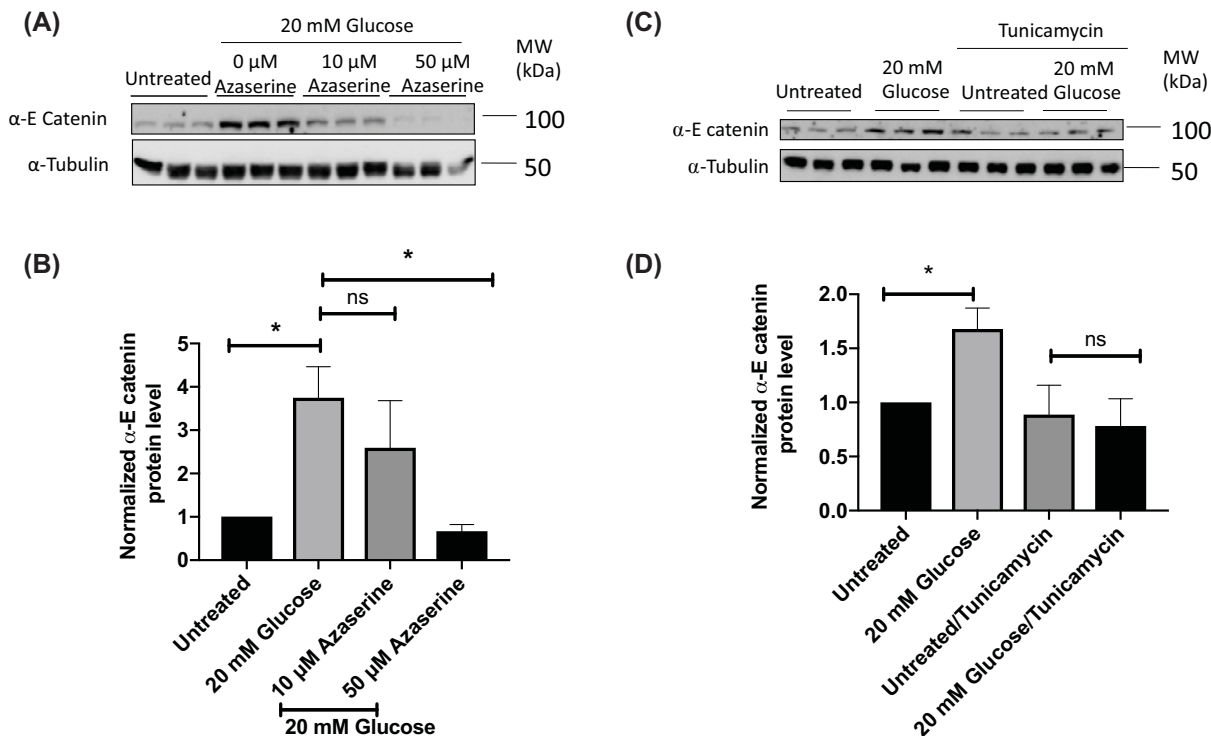 (A)
20 mM Glucose
MW
(kDa)
0 µM
10 µM
50 µM
Untreated
Azaserine
Azaserine
Azaserine
α-E Catenin
100
α-Tubulin
50
(C)
Tunicamycin
MW
(kDa)
20 mM
20 mM
Untreated
Glucose
Untreated
Glucose
α-E catenin
100
α-Tubulin
50
(B)
*
ns
*
Normalized α-E catenin
protein level
5
4
3
2
1
0
Untreated
20 mM Glucose
10 µM Azaserine
50 µM Azaserine
20 mM Glucose
(D)
*
ns
Normalized α-E catenin
protein level
2.0
1.5
1.0
0.5
0.0
Untreated
20 mM Glucose
Untreated/Tunicamycin
20 mM Glucose/Tunicamycin